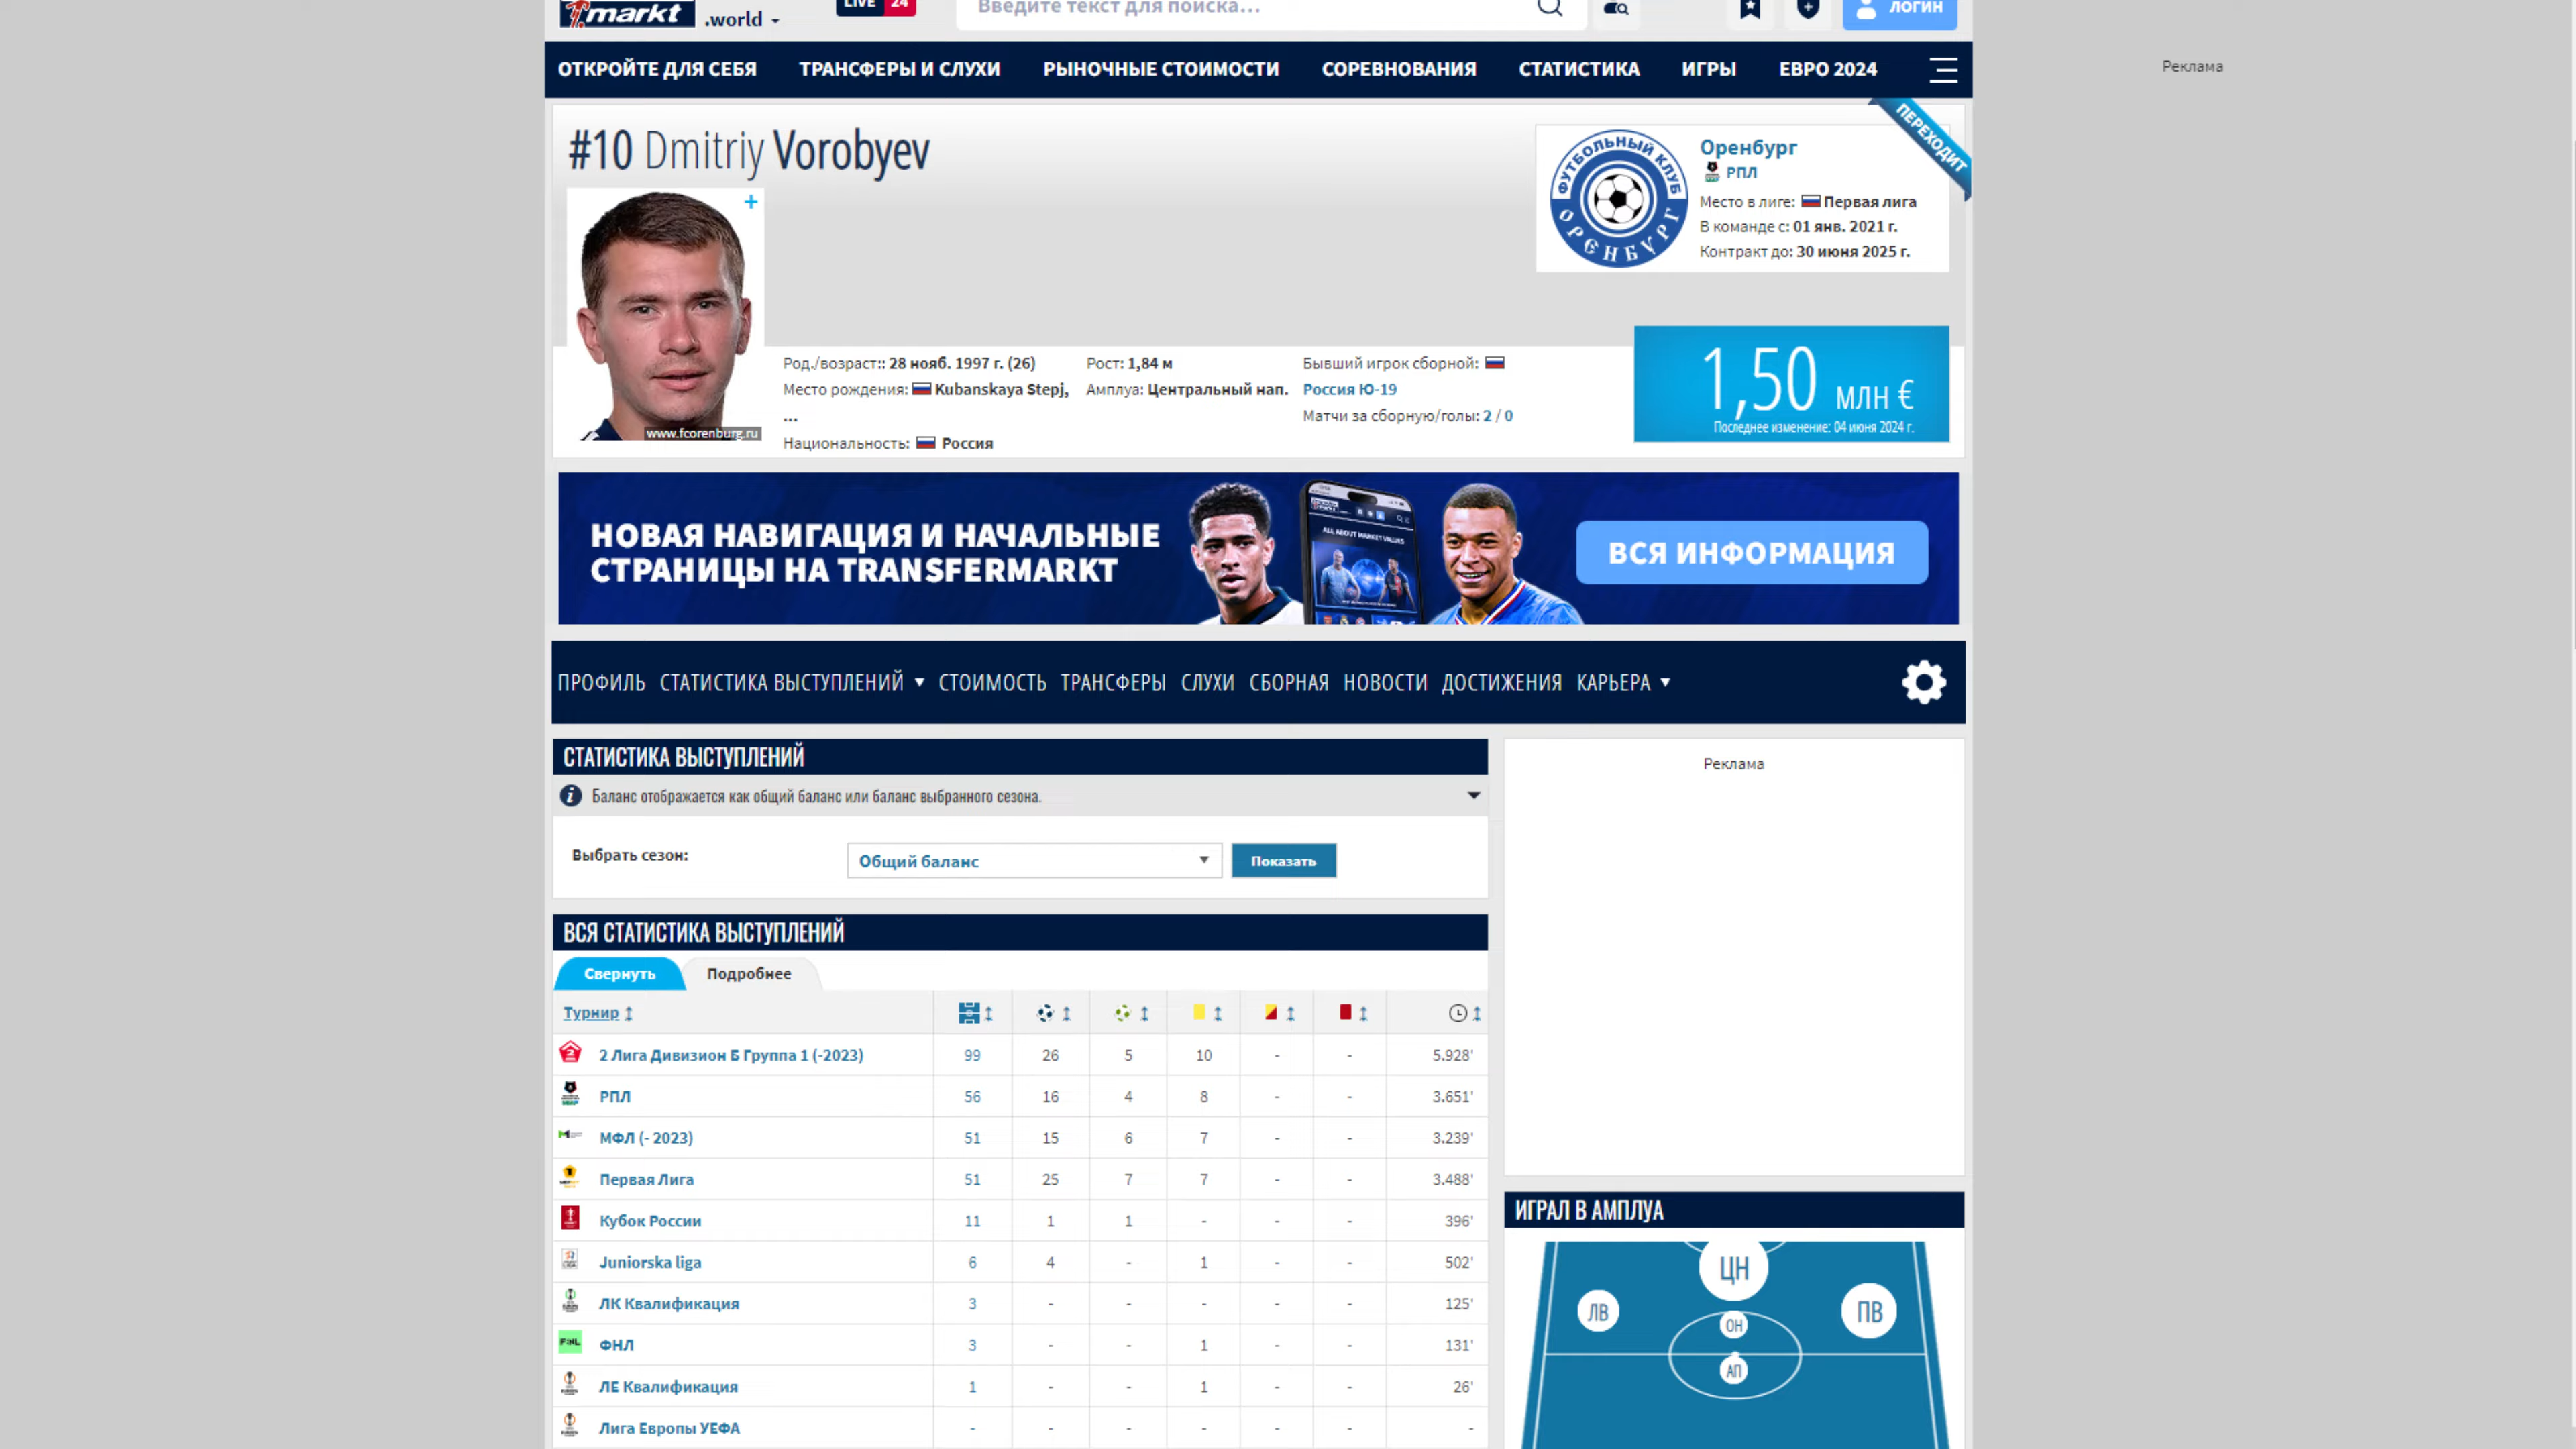 markt .world
LIVE 24
Введите текст для поиска...
ЛОГИН
ОТКРОЙТЕ ДЛЯ СЕБЯ ТРАНСФЕРЫ И СЛУХИ РЫНОЧНЫЕ СТОИМОСТИ СОРЕВНОВАНИЯ СТАТИСТИКА ИГРЫ ЕВРО 2024
Реклама
#10 Dmitriy Vorobyev
ПЕРЕХОДИТ
ФУТБОЛЬНЫЙ КЛУБ
ОРЕНБУРГ
Оренбург
РПЛ
Место в лиге: Первая лига
В команде с: 01 янв. 2021 г.
Контракт до: 30 июня 2025 г.
+
www.fcorenburg.ru
Род./возраст:: 28 нояб. 1997 г. (26) Рост: 1,84 м Бывший игрок сборной:
Место рождения: Kubanskaya Stepj, Амплуа: Центральный нап. Россия Ю-19
... Матчи за сборную/голы: 2 / 0
Национальность: Россия
1,50 млн €
Последнее изменение: 04 июня 2024 г.
НОВАЯ НАВИГАЦИЯ И НАЧАЛЬНЫЕ
СТРАНИЦЫ НА TRANSFERMARKT
ALL ABOUT MARKET VALUES
ВСЯ ИНФОРМАЦИЯ
ПРОФИЛЬ СТАТИСТИКА ВЫСТУПЛЕНИЙ СТОИМОСТЬ ТРАНСФЕРЫ СЛУХИ СБОРНАЯ НОВОСТИ ДОСТИЖЕНИЯ КАРЬЕРА
СТАТИСТИКА ВЫСТУПЛЕНИЙ
Баланс отображается как общий баланс или баланс выбранного сезона.
Выбрать сезон: Общий баланс Показать
ВСЯ СТАТИСТИКА ВЫСТУПЛЕНИЙ
Свернуть Подробнее
Турнир
2 Лига Дивизион Б Группа 1 (-2023) 99 26 5 10 - - 5.928'
РПЛ 56 16 4 8 - - 3.651'
МФЛ (- 2023) 51 15 6 7 - - 3.239'
Первая Лига 51 25 7 7 - - 3.488'
Кубок России 11 1 1 - - - 396'
Juniorska liga 6 4 - 1 - - 502'
ЛК Квалификация 3 - - - - - 125'
ФНЛ 3 - - 1 - - 131'
ЛЕ Квалификация 1 - - 1 - - 26'
Лига Европы УЕФА - - - - - - -
Реклама
ИГРАЛ В АМПЛУА
ЦН
ЛВ
ПВ
ОН
АП